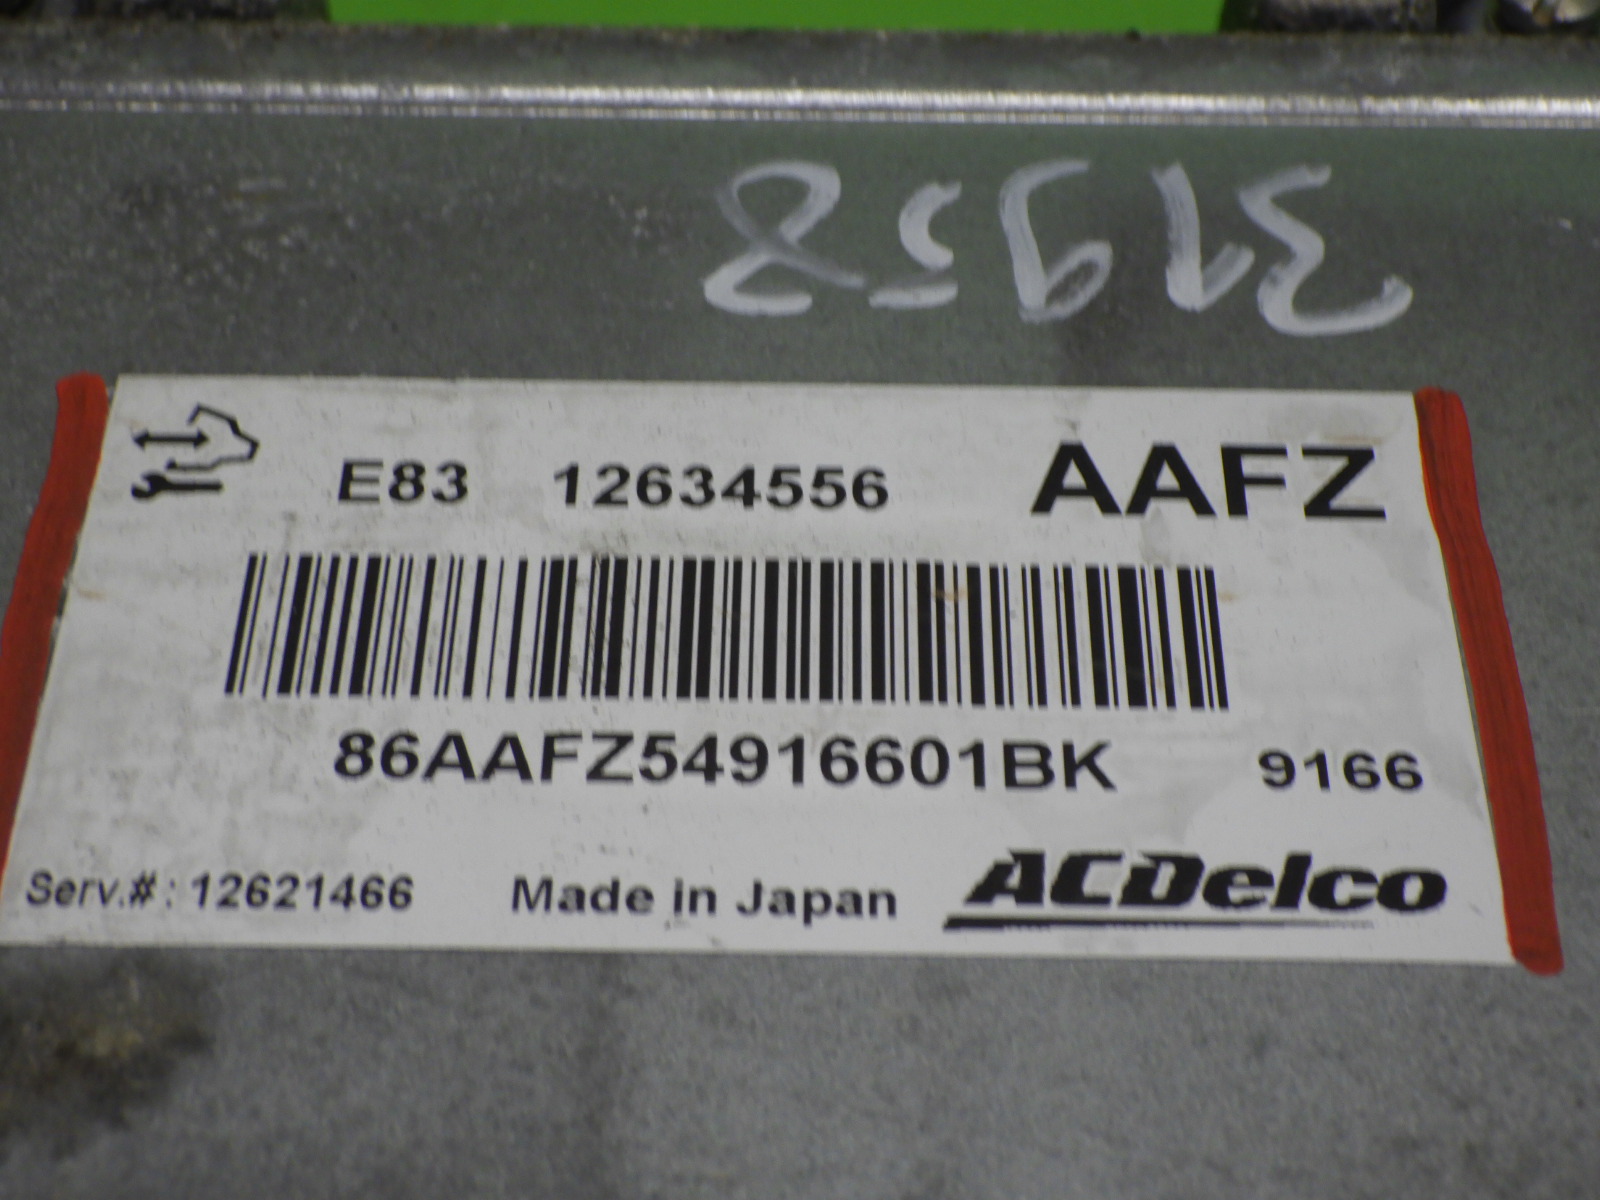 31958
E83 12634556 AAFZ
86AAFZ54916601BK 9166
Serv.#: 12621466 Made in Japan ACDelco